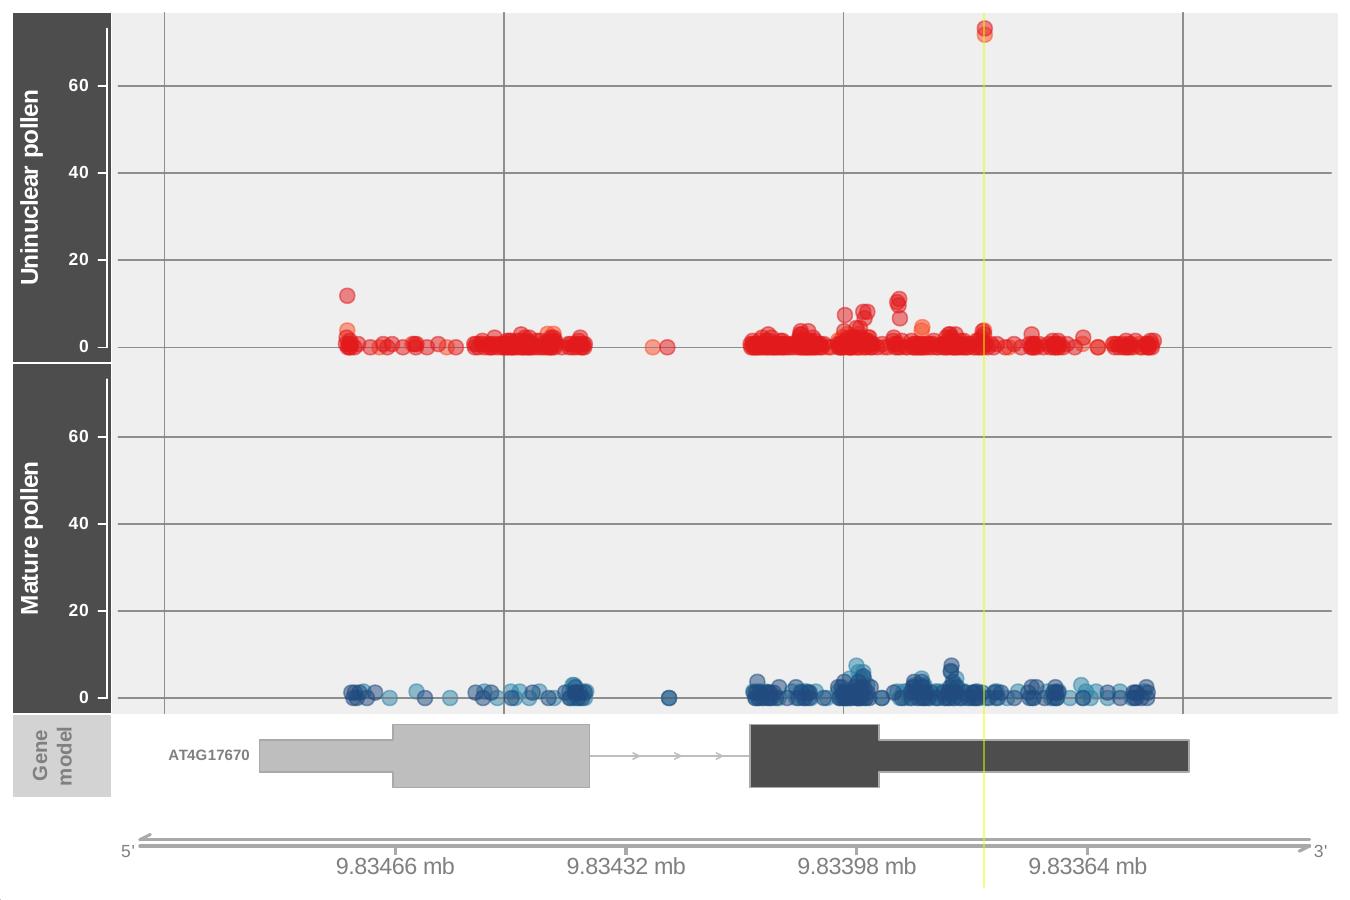 Uninuclear pollen
60
40
20
0
Mature pollen
60
40
20
0
Gene
model
AT4G17670
5'
3'
9.83466 mb
9.83432 mb
9.83398 mb
9.83364 mb